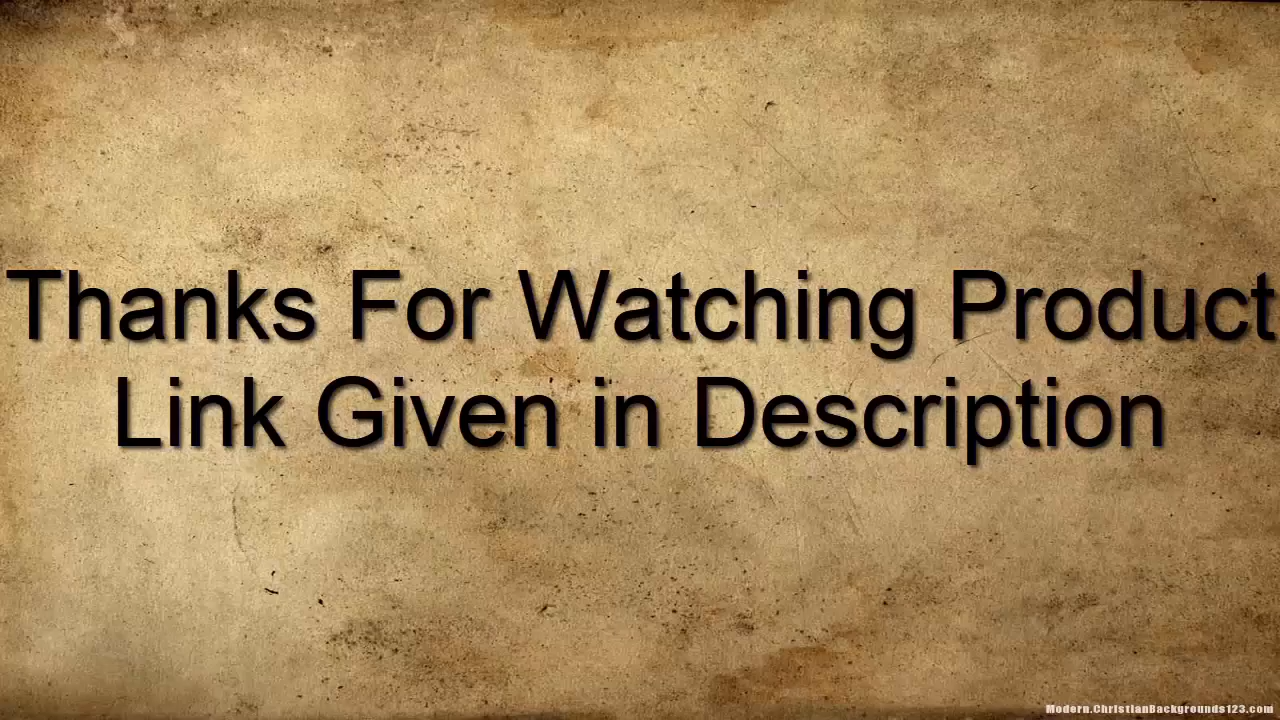 Thanks For Watching Product
Link Given in Description
Modern.ChristianBackgrounds123.com